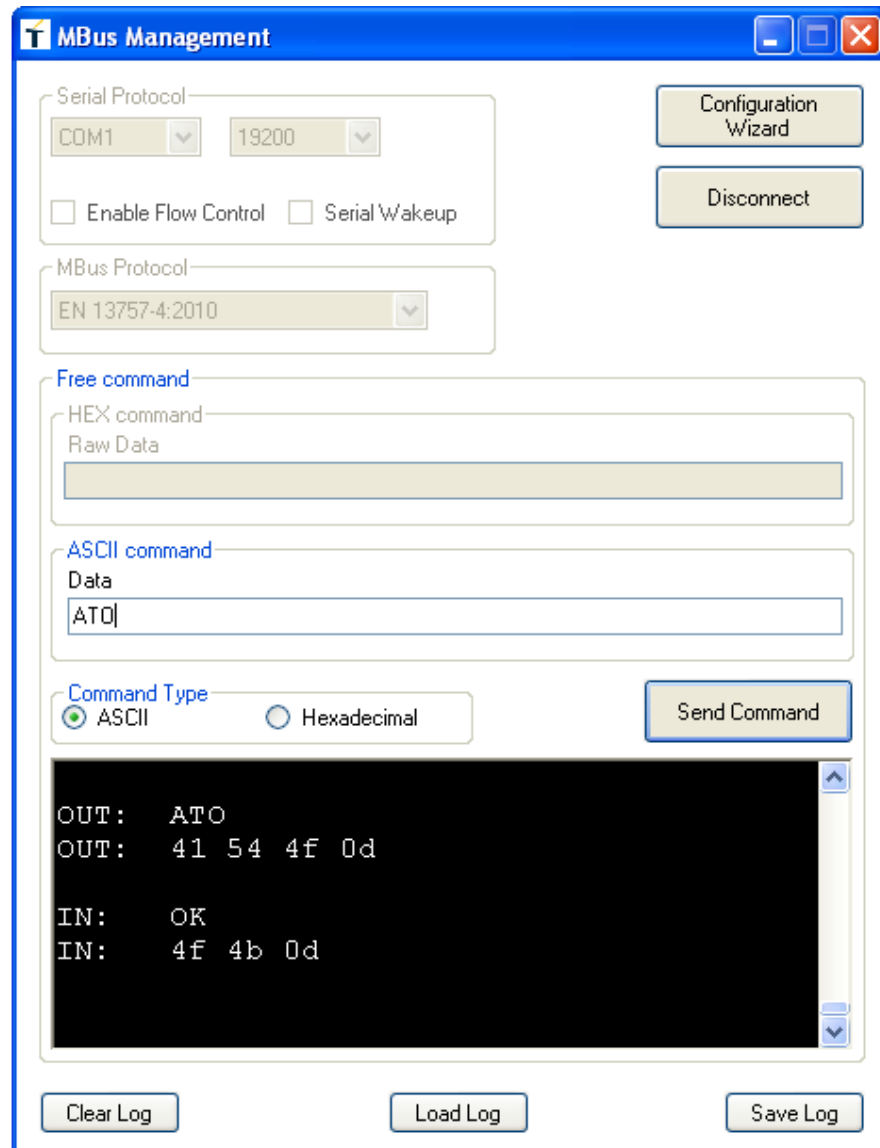 MBus Management
Serial Protocol
COM1 19200
Enable Flow Control Serial Wakeup
Configuration
Wizard
Disconnect
MBus Protocol
EN 13757-4:2010
Free command
HEX command
Raw Data
ASCII command
Data
ATO
Command Type
ASCII Hexadecimal
Send Command
OUT: ATO
OUT: 41 54 4f 0d
IN: OK
IN: 4f 4b 0d
Clear Log Load Log Save Log